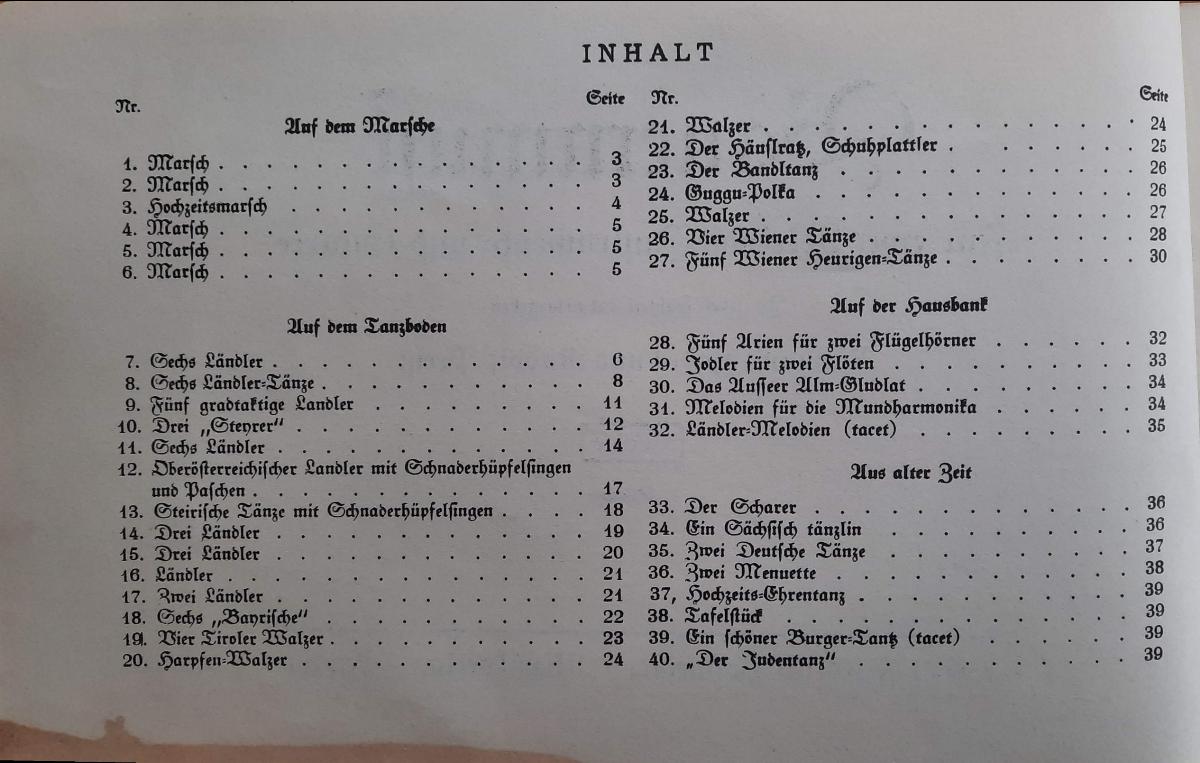 INHALT
Nr. Seite
Auf dem Marsche
1. Marsch . . . . . . . . . . . . . . . . 3
2. Marsch . . . . . . . . . . . . . . . . 3
3. Hochzeitsmarsch . . . . . . . . . . . . . 4
4. Marsch . . . . . . . . . . . . . . . . 5
5. Marsch . . . . . . . . . . . . . . . . 5
6. Marsch . . . . . . . . . . . . . . . . 5
Auf dem Tanzboden
7. Sechs Ländler . . . . . . . . . . . . . . 6
8. Sechs Ländler-Tänze . . . . . . . . . . . . 8
9. Fünf gradtaktige Landler . . . . . . . . . . 11
10. Drei „Steyrer“ . . . . . . . . . . . . . 12
11. Sechs Ländler . . . . . . . . . . . . . . 14
12. Oberösterreichischer Landler mit Schnaderhüpfelsingen
und Paschen . . . . . . . . . . . . . . 17
13. Steirische Tänze mit Schnaderhüpfelsingen . . . . 18
14. Drei Ländler . . . . . . . . . . . . . . 19
15. Drei Ländler . . . . . . . . . . . . . . 20
16. Ländler . . . . . . . . . . . . . . . . 21
17. Zwei Ländler . . . . . . . . . . . . . . 21
18. Sechs „Bayrische“ . . . . . . . . . . . . 22
19. Vier Tiroler Walzer . . . . . . . . . . . . 23
20. Harpfen-Walzer . . . . . . . . . . . . . 24
Nr. Seite
21. Walzer . . . . . . . . . . . . . . . . 24
22. Der Häuslratz, Schuhplattler . . . . . . . . 25
23. Der Bandltanz . . . . . . . . . . . . . 26
24. Guggu-Polka . . . . . . . . . . . . . . 26
25. Walzer . . . . . . . . . . . . . . . . 27
26. Vier Wiener Tänze . . . . . . . . . . . . 28
27. Fünf Wiener Heurigen-Tänze . . . . . . . . 30
Auf der Hausbank
28. Fünf Arien für zwei Flügelhörner . . . . . . 32
29. Jodler für zwei Flöten . . . . . . . . . . 33
30. Das Ausseer Alm-Gludlat . . . . . . . . . 34
31. Melodien für die Mundharmonika . . . . . . 34
32. Ländler-Melodien (tacet) . . . . . . . . . 35
Aus alter Zeit
33. Der Scharer . . . . . . . . . . . . . . 36
34. Ein Sächsisch tänzlin . . . . . . . . . . . 36
35. Zwei Deutsche Tänze . . . . . . . . . . . 37
36. Zwei Menuette . . . . . . . . . . . . . 38
37, Hochzeits-Ehrentanz . . . . . . . . . . . . 39
38. Tafelstück . . . . . . . . . . . . . . . 39
39. Ein schöner Burger-Tantz (tacet) . . . . . . . 39
40. „Der Judentanz“ . . . . . . . . . . . . . 39